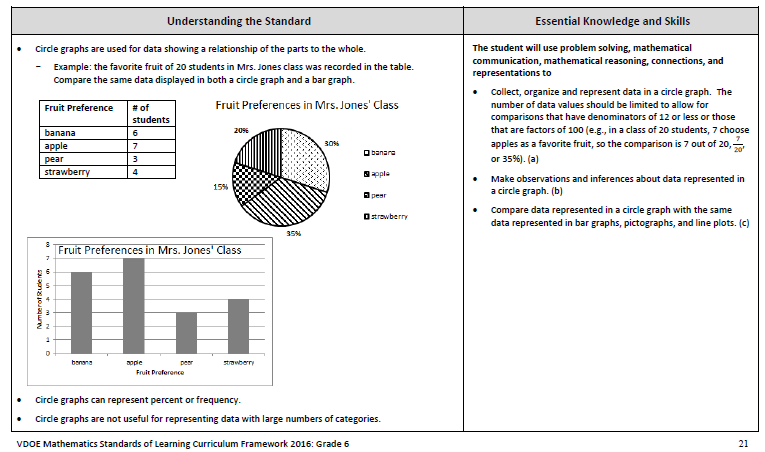 Understanding the Standard
Essential Knowledge and Skills
• Circle graphs are used for data showing a relationship of the parts to the whole.
− Example: the favorite fruit of 20 students in Mrs. Jones class was recorded in the table.
Compare the same data displayed in both a circle graph and a bar graph.
Fruit Preference # of students
banana 6
apple 7
pear 3
strawberry 4
Fruit Preferences in Mrs. Jones' Class
20%
30%
15%
35%
banana
apple
pear
strawberry
Fruit Preferences in Mrs. Jones' Class
Number of Students
8
7
6
5
4
3
2
1
0
banana apple pear strawberry
Fruit Preference
• Circle graphs can represent percent or frequency.
• Circle graphs are not useful for representing data with large numbers of categories.
The student will use problem solving, mathematical
communication, mathematical reasoning, connections, and
representations to
• Collect, organize and represent data in a circle graph. The
number of data values should be limited to allow for
comparisons that have denominators of 12 or less or those
that are factors of 100 (e.g., in a class of 20 students, 7 choose
apples as a favorite fruit, so the comparison is 7 out of 20, 7/20,
or 35%). (a)
• Make observations and inferences about data represented in
a circle graph. (b)
• Compare data represented in a circle graph with the same
data represented in bar graphs, pictographs, and line plots. (c)
VDOE Mathematics Standards of Learning Curriculum Framework 2016: Grade 6
21